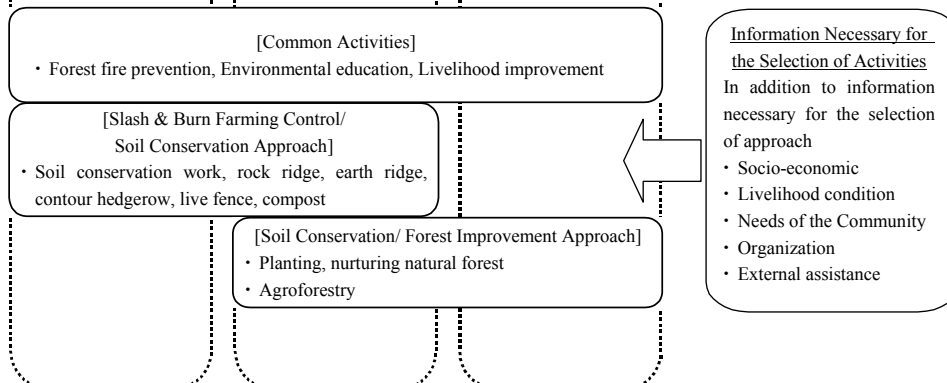 [Common Activities]
・Forest fire prevention, Environmental education, Livelihood improvement
[Slash & Burn Farming Control/
Soil Conservation Approach]
・Soil conservation work, rock ridge, earth ridge,
contour hedgerow, live fence, compost
[Soil Conservation/ Forest Improvement Approach]
・Planting, nurturing natural forest
・Agroforestry
Information Necessary for
the Selection of Activities
In addition to information
necessary for the selection
of approach
・Socio-economic
・Livelihood condition
・Needs of the Community
・Organization
・External assistance